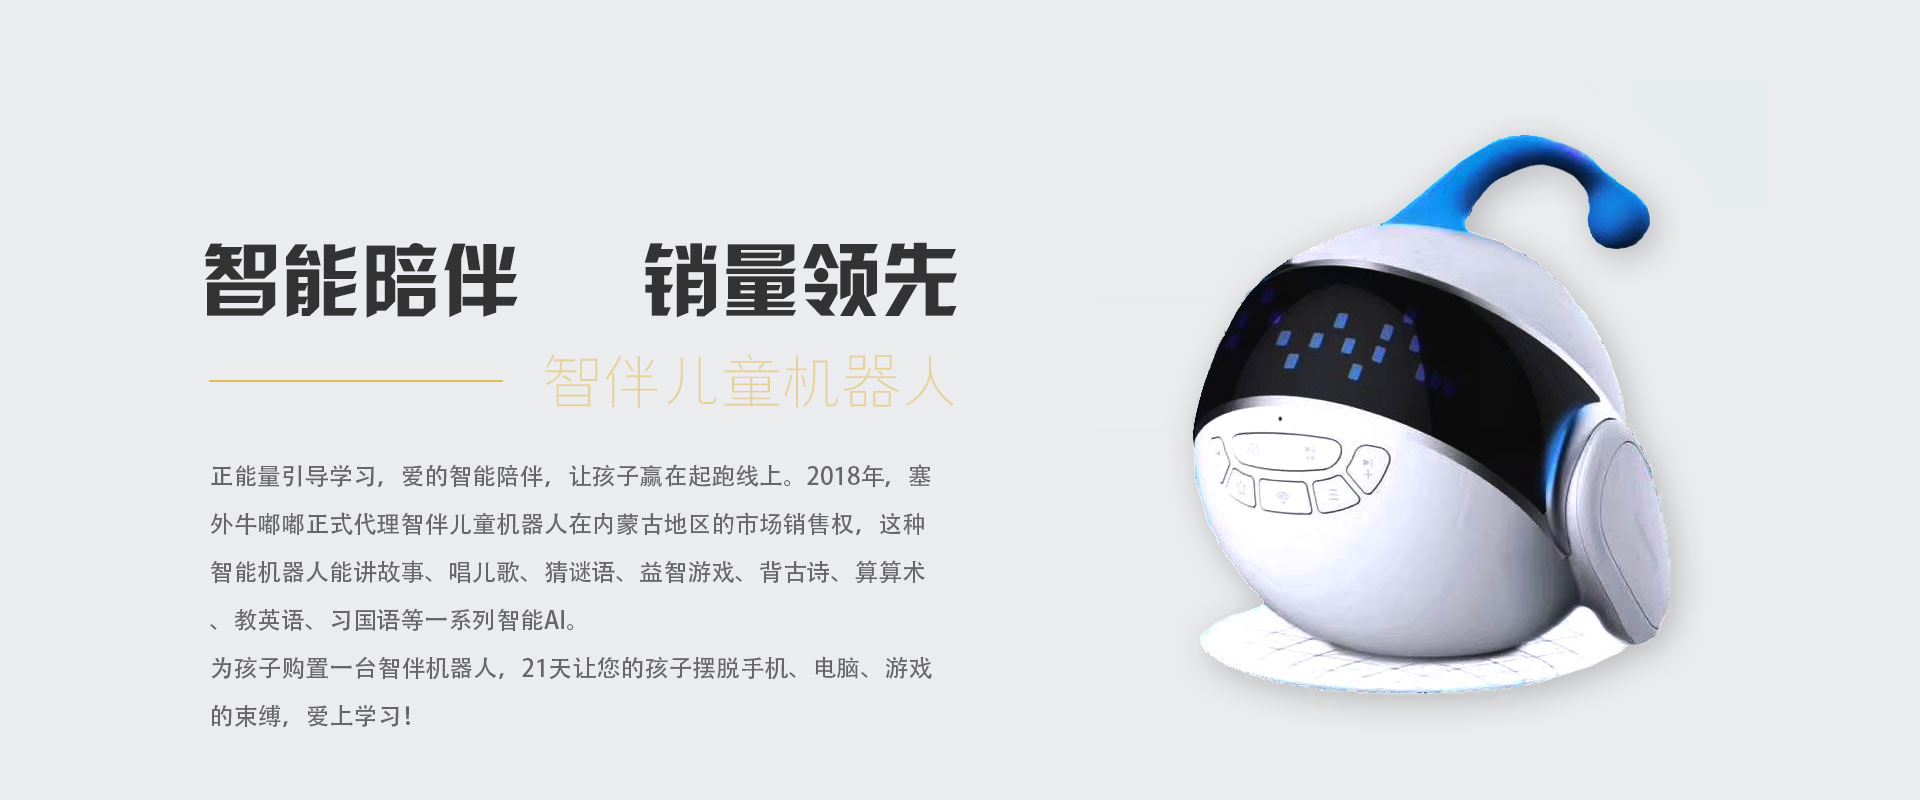 智能陪伴 销量领先
智伴儿童机器人
正能量引导学习，爱的智能陪伴，让孩子赢在起跑线上。2018年，塞
外牛嘟嘟正式代理智伴儿童机器人在内蒙古地区的市场销售权，这种
智能机器人能讲故事、唱儿歌、猜谜语、益智游戏、背古诗、算算术
、教英语、习国语等一系列智能AI。
为孩子购置一台智伴机器人，21天让您的孩子摆脱手机、电脑、游戏
的束缚，爱上学习！